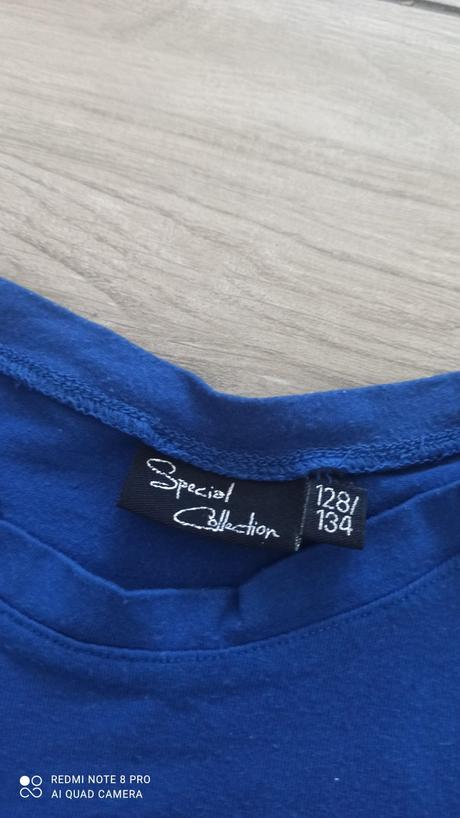 Special
Collection
128/
134
REDMI NOTE 8 PRO
AI QUAD CAMERA